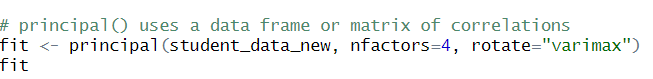 # principal() uses a data frame or matrix of correlations
fit <- principal(student_data_new, nfactors=4, rotate="varimax")
fit